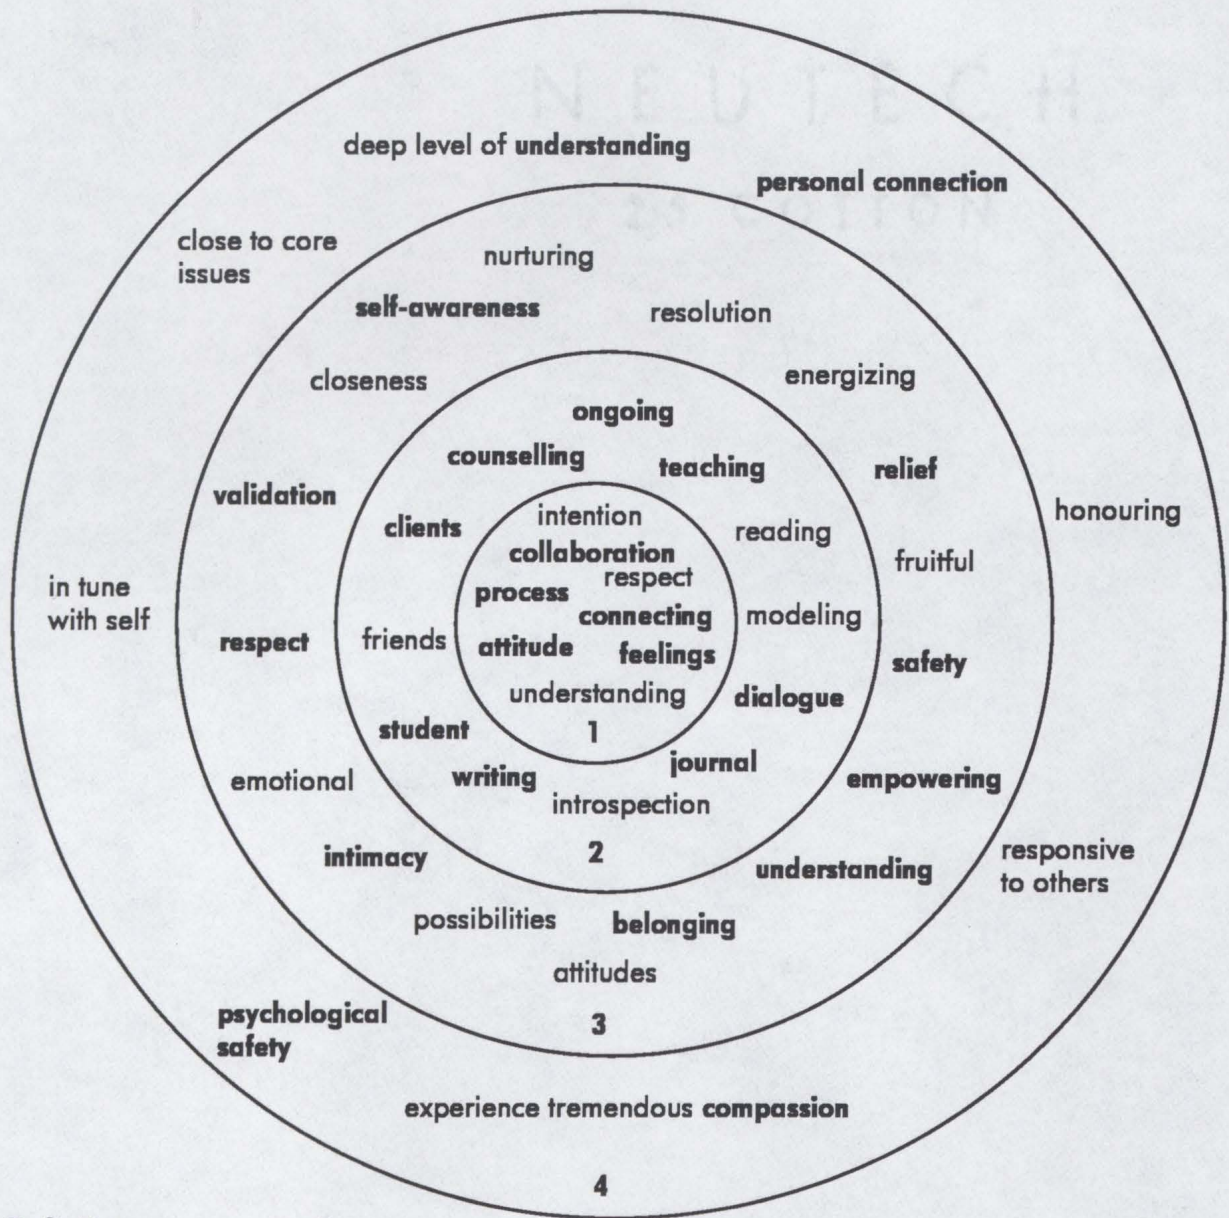 deep level of understanding
personal connection
close to core
issues
nurturing
self-awareness
resolution
closeness
energizing
ongoing
counselling
teaching
relief
validation
clients
intention
reading
honouring
collaboration
respect
fruitful
in tune
with self
process
connecting
modeling
respect
friends
attitude
feelings
safety
understanding
dialogue
student
1
journal
writing
emotional
introspection
empowering
intimacy
2
understanding
responsive
to others
possibilities
belonging
attitudes
psychological
safety
3
experience tremendous compassion
4